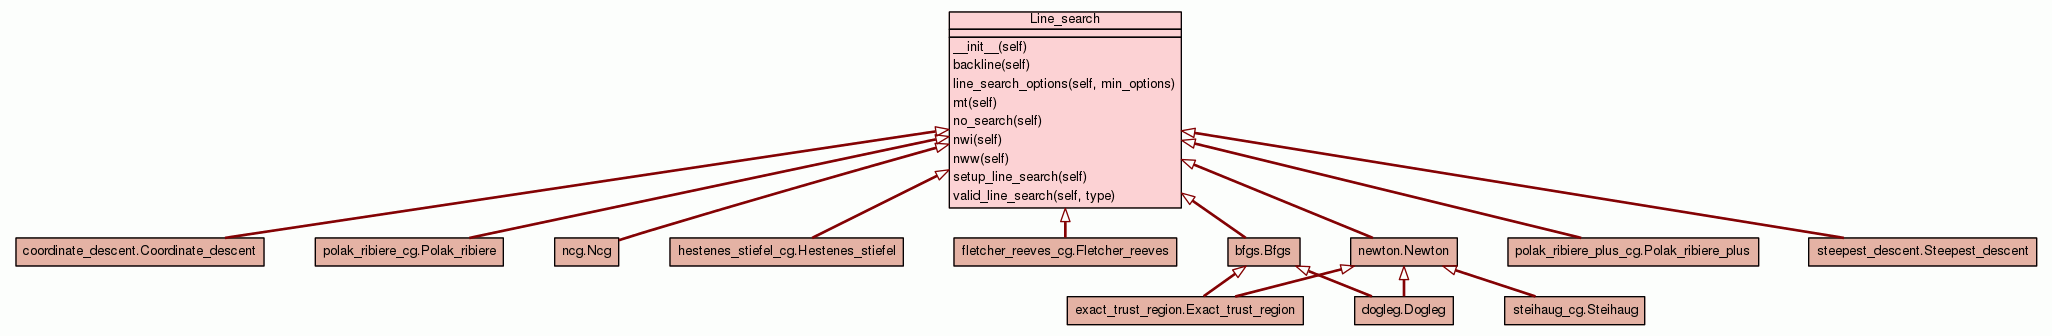 Line_search
__init__(self)
backline(self)
line_search_options(self, min_options)
mt(self)
no_search(self)
nwi(self)
nww(self)
setup_line_search(self)
valid_line_search(self, type)
coordinate_descent.Coordinate_descent
polak_ribiere_cg.Polak_ribiere
ncg.Ncg
hestenes_stiefel_cg.Hestenes_stiefel
fletcher_reeves_cg.Fletcher_reeves
bfgs.Bfgs
newton.Newton
polak_ribiere_plus_cg.Polak_ribiere_plus
steepest_descent.Steepest_descent
exact_trust_region.Exact_trust_region
dogleg.Dogleg
steihaug_cg.Steihaug